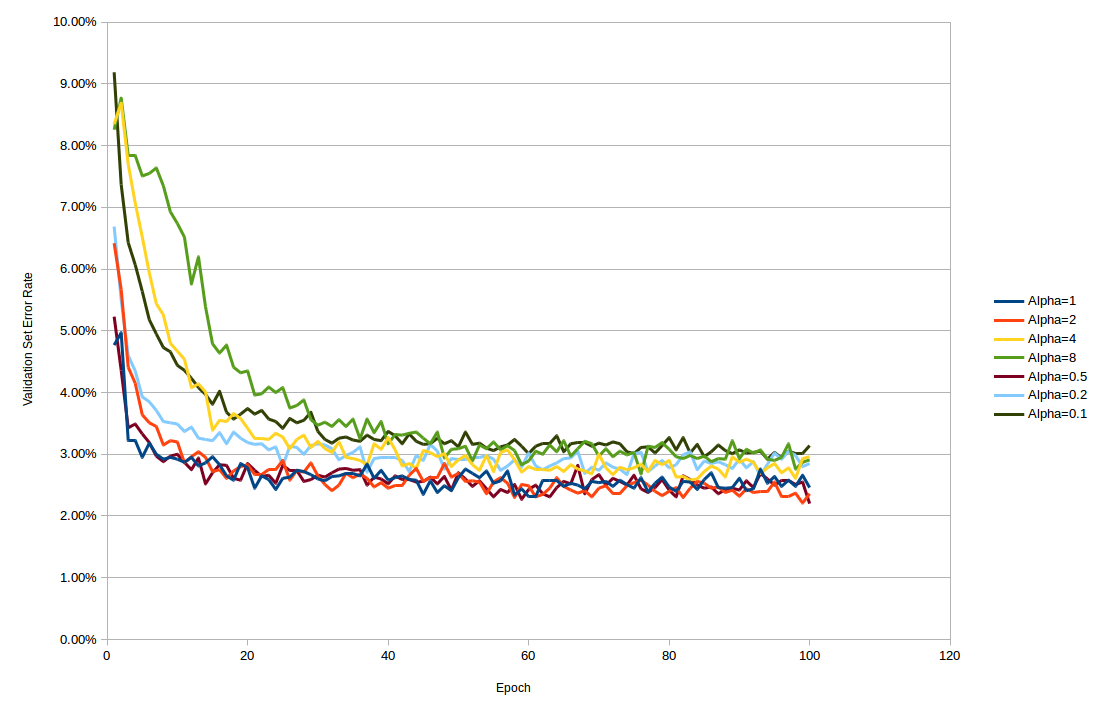 10.00%
9.00%
8.00%
7.00%
6.00%
5.00%
4.00%
3.00%
2.00%
1.00%
0.00%
Validation Set Error Rate
0 20 40 60 80 100 120
Epoch
Alpha=1
Alpha=2
Alpha=4
Alpha=8
Alpha=0.5
Alpha=0.2
Alpha=0.1